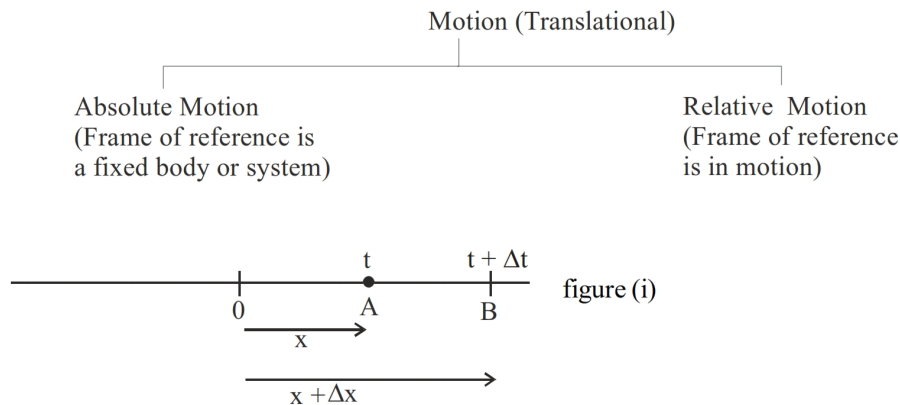 Motion (Translational)
Absolute Motion
(Frame of reference is
a fixed body or system)
Relative Motion
(Frame of reference
is in motion)
t
t + Δt
figure (i)
0
A
B
x
x + Δx